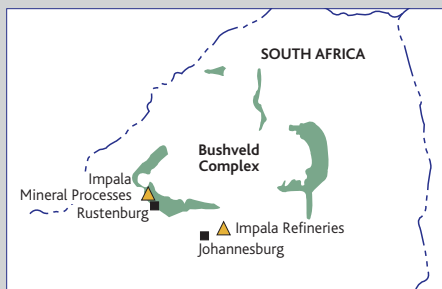 SOUTH AFRICA
Bushveld
Complex
Impala
Mineral Processes
Rustenburg
Impala Refineries
Johannesburg